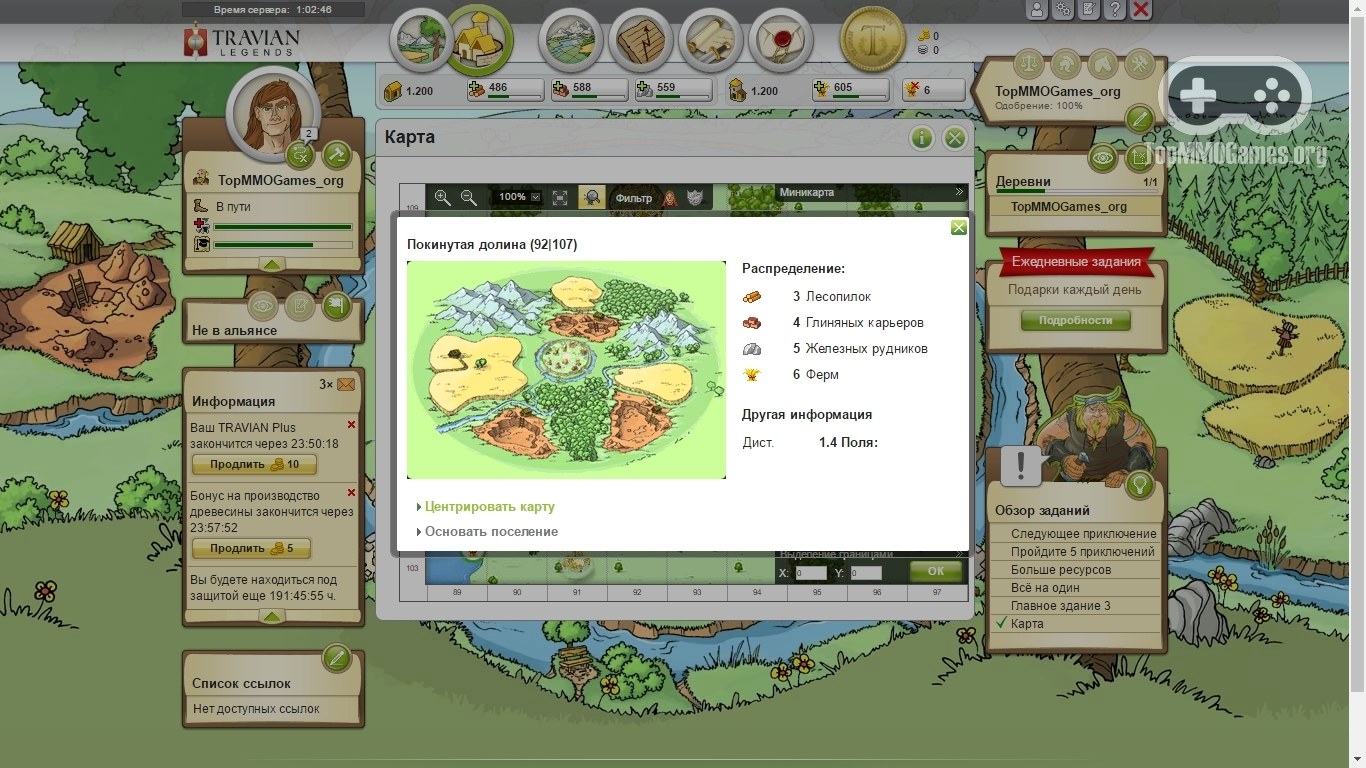 Время сервера: 1:02:46
TRAVIAN
LEGENDS
T
0
0
1.200
486
588
559
1.200
605
6
TopMMOGames_org
Одобрение: 100%
TopMMOGames.org
2
TopMMOGames_org
В пути
Карта
i
Деревни 1/1
TopMMOGames_org
109
100%
Фильтр
Миникарта
Покинутая долина (92|107)
Распределение:
3 Лесопилок
4 Глиняных карьеров
5 Железных рудников
6 Ферм
Другая информация
Дист. 1.4 Поля:
Центрировать карту
Основать поселение
Выделение границами
103
X: 0 Y: 0 OK
89 90 91 92 93 94 95 96 97
Не в альянсе
3×
Информация
Ваш TRAVIAN Plus
закончится через 23:50:18
Продлить 10
Бонус на производство
древесины закончится через
23:57:52
Продлить 5
Вы будете находиться под
защитой еще 191:45:55 ч.
Список ссылок
Нет доступных ссылок
Ежедневные задания
Подарки каждый день
Подробности
!
Обзор заданий
Следующее приключение
Пройдите 5 приключений
Больше ресурсов
Всё на один
Главное здание 3
Карта